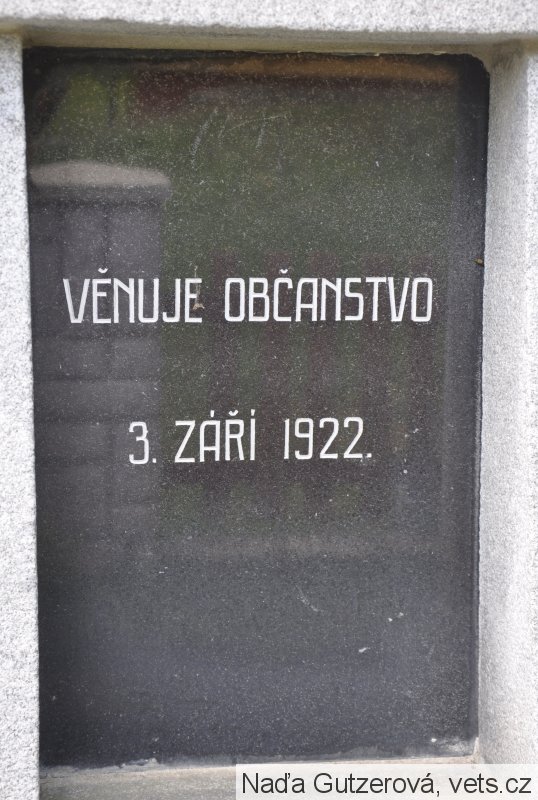 VĚNUJE OBČANSTVO
3. ZÁŘÍ 1922.
Naďa Gutzerová, vets.cz